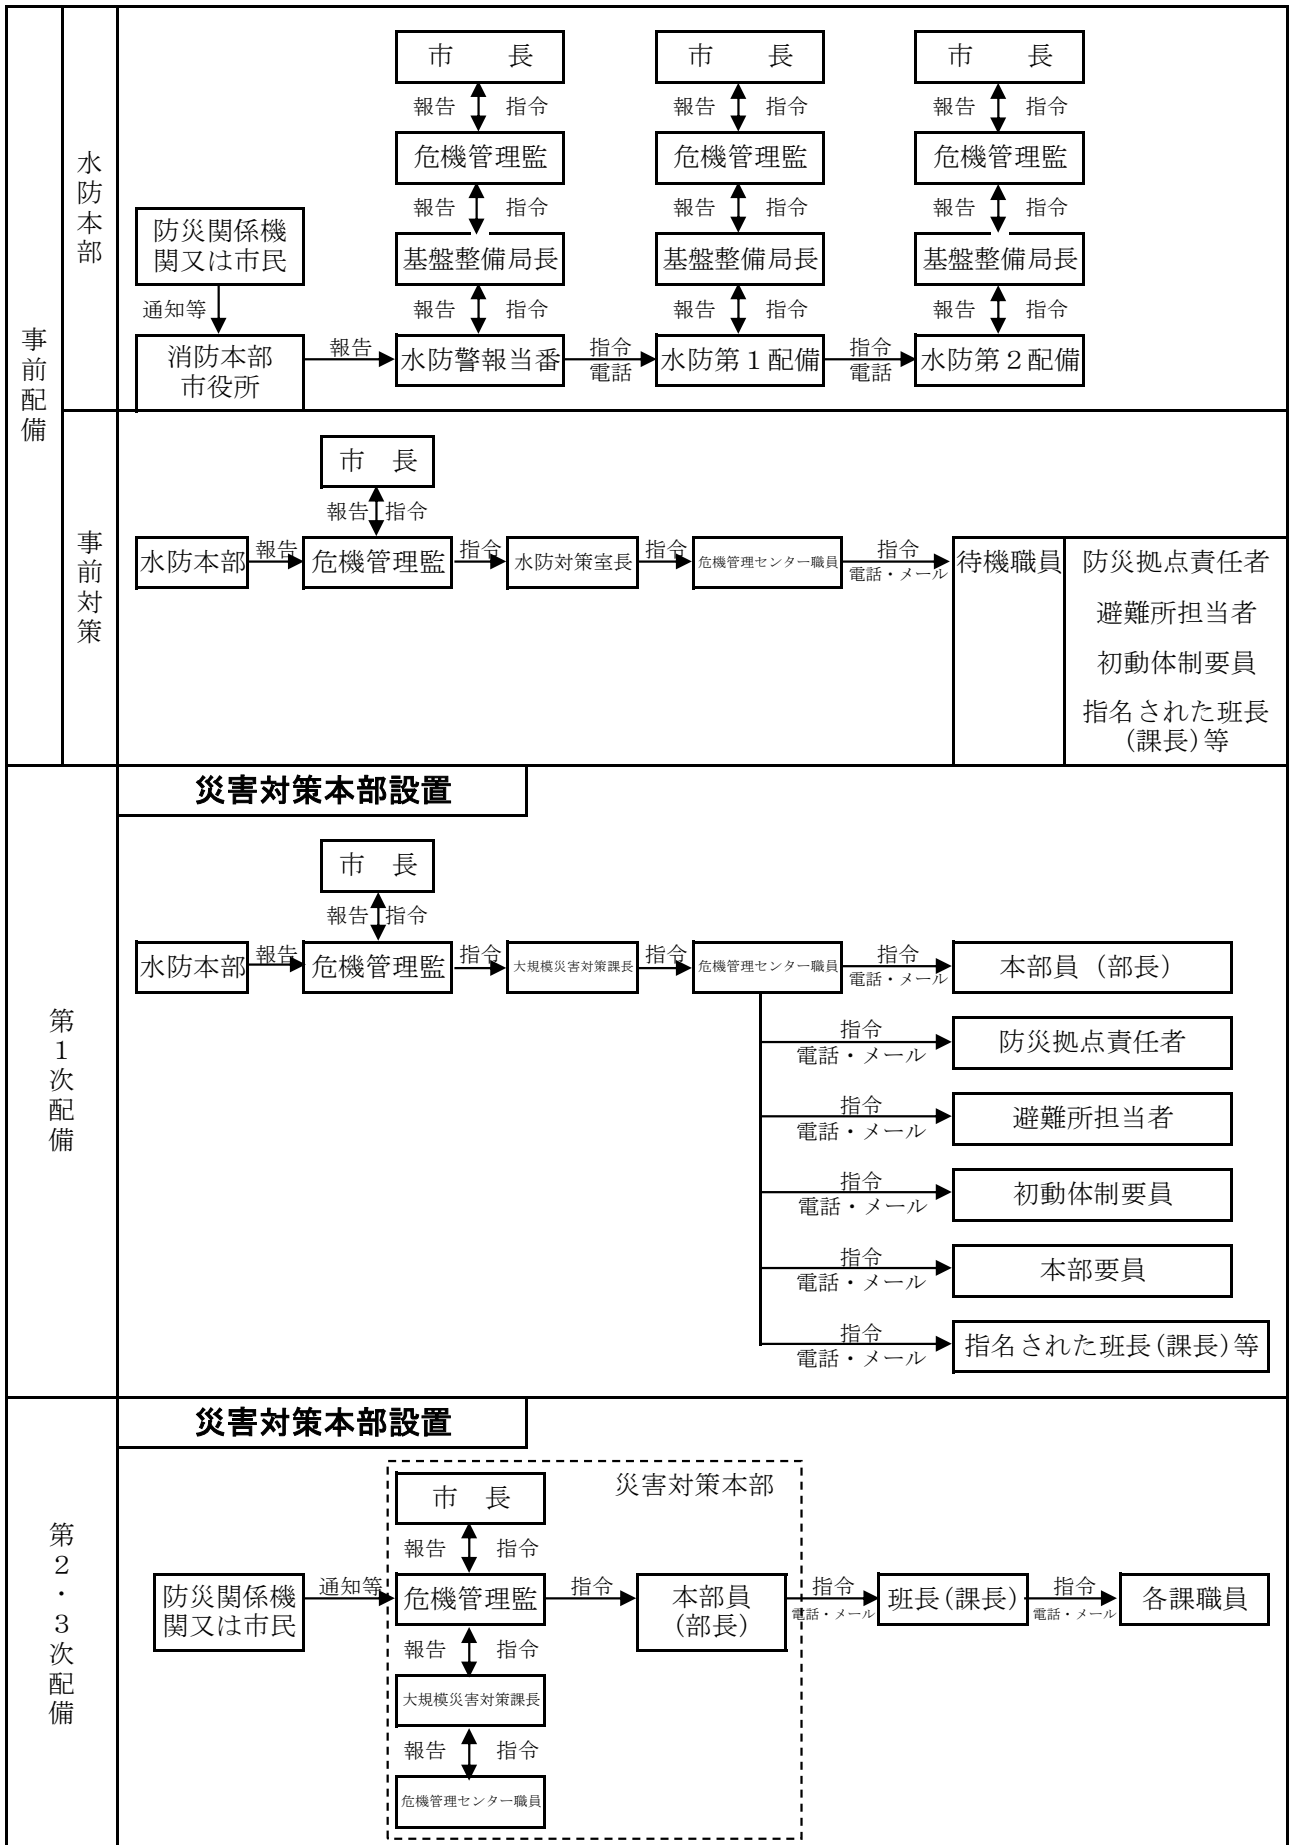 事前配備
水防本部
市　　長
市　　長
市　　長
報告　指令
報告　指令
報告　指令
危機管理監
危機管理監
危機管理監
報告　指令
報告　指令
報告　指令
防災関係機
関又は市民
基盤整備局長
基盤整備局長
基盤整備局長
通知等
報告　指令
報告　指令
報告　指令
消防本部
市役所
報告
水防警報当番
指令
電話
水防第１配備
指令
電話
水防第２配備
事前対策
市　長
報告　指令
水防本部
報告
危機管理監
指令
水防対策室長
指令
危機管理センター職員
指令
電話・メール
待機職員
防災拠点責任者
避難所担当者
初動体制要員
指名された班長
(課長)等
第１次配備
災害対策本部設置
市　長
報告　指令
水防本部
報告
危機管理監
指令
大規模災害対策課長
指令
危機管理センター職員
指令
電話・メール
本部員（部長）
指令
電話・メール
防災拠点責任者
指令
電話・メール
避難所担当者
指令
電話・メール
初動体制要員
指令
電話・メール
本部要員
指令
電話・メール
指名された班長(課長)等
第２・３次配備
災害対策本部設置
災害対策本部
市　長
報告　指令
防災関係機
関又は市民
通知等
危機管理監
指令
本部員
(部長)
指令
電話・メール
班長(課長)
指令
電話・メール
各課職員
報告　指令
大規模災害対策課長
報告　指令
危機管理センター職員